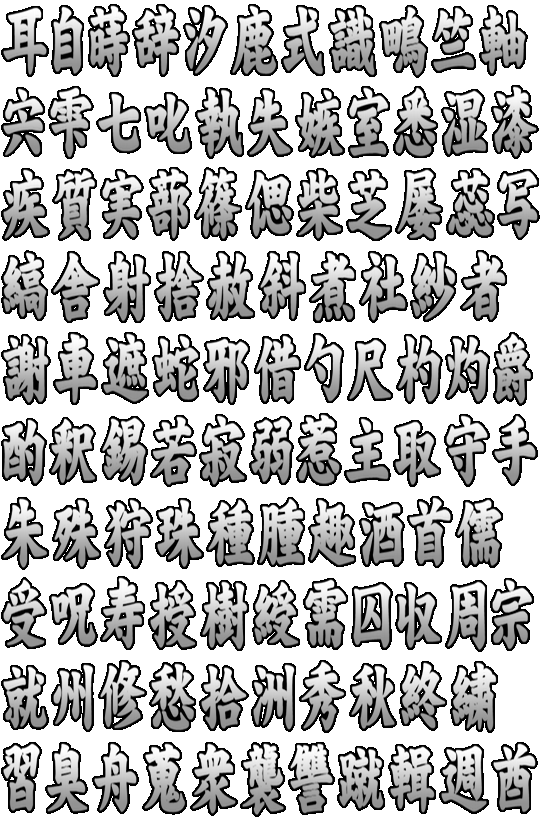 耳自蒔辞汐鹿式識鴫竺軸
宍雫七叱執失嫉室悉湿漆
疾質実蔀篠偲柴芝屡蕊写
縞舎射捨赦斜煮社紗者
謝車遮蛇邪借勺尺杓灼爵
酌釈錫若寂弱惹主取守手
朱殊狩珠種腫趣酒首儒
受呪寿授樹綬需囚収周宗
就州修愁拾洲秀秋終繍
習臭舟蒐衆襲讐蹴輯週酋